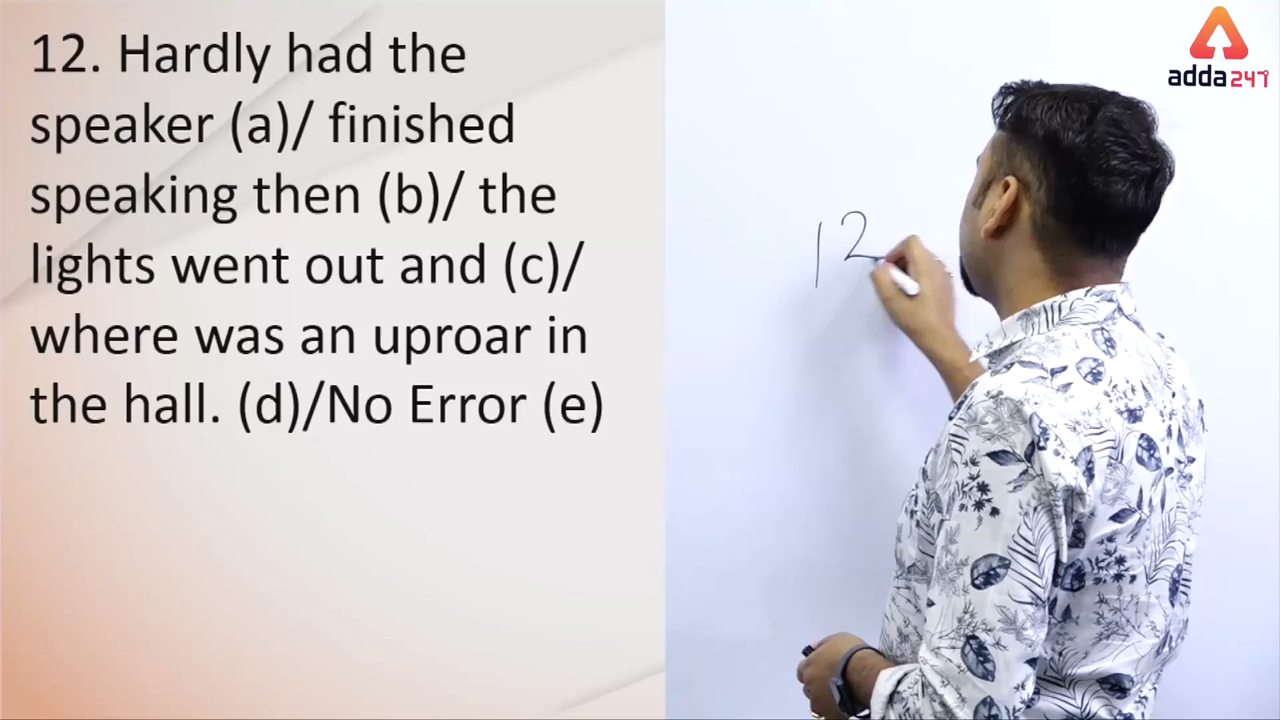 12. Hardly had the
speaker (a)/ finished
speaking then (b)/ the
lights went out and (c)/
where was an uproar in
the hall. (d)/No Error (e)
12
adda247